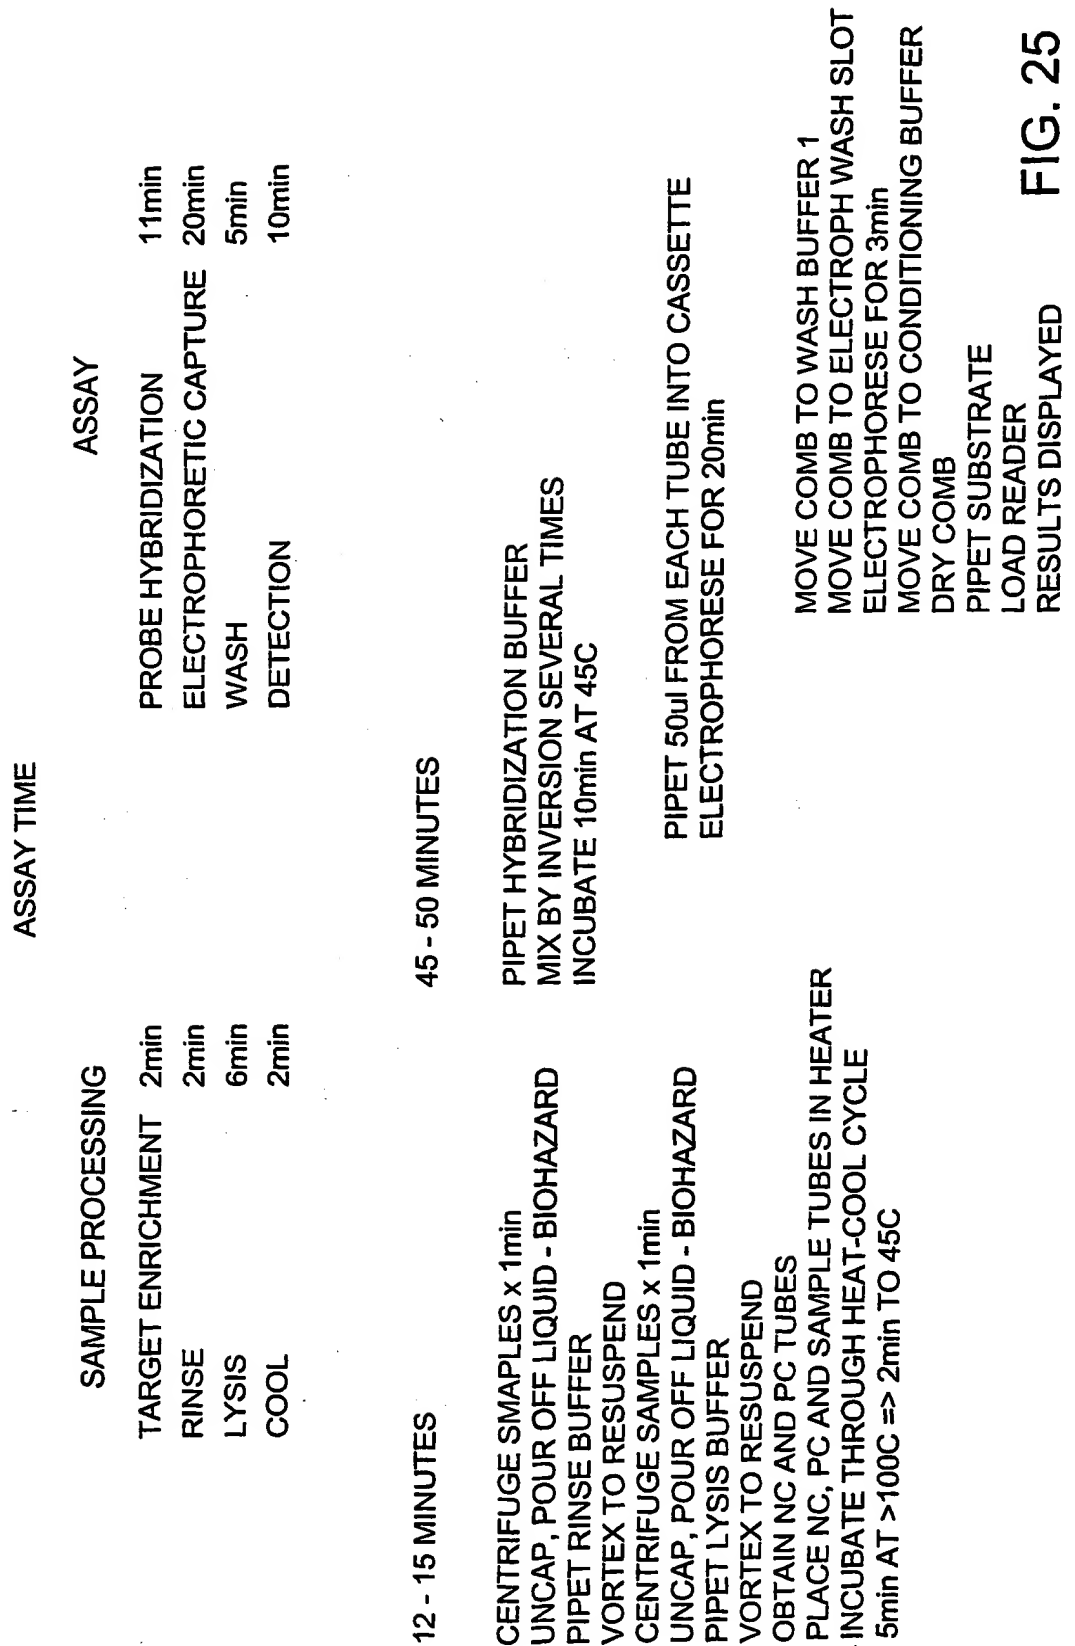 ASSAY TIME
SAMPLE PROCESSING
TARGET ENRICHMENT 2min
RINSE 2min
LYSIS 6min
COOL 2min
ASSAY
PROBE HYBRIDIZATION 11min
ELECTROPHORETIC CAPTURE 20min
WASH 5min
DETECTION 10min
12 - 15 MINUTES
CENTRIFUGE SMAPLES x 1min
UNCAP, POUR OFF LIQUID - BIOHAZARD
PIPET RINSE BUFFER
VORTEX TO RESUSPEND
CENTRIFUGE SAMPLES x 1min
UNCAP, POUR OFF LIQUID - BIOHAZARD
PIPET LYSIS BUFFER
VORTEX TO RESUSPEND
OBTAIN NC AND PC TUBES
PLACE NC, PC AND SAMPLE TUBES IN HEATER
INCUBATE THROUGH HEAT-COOL CYCLE
5min AT >100C => 2min TO 45C
45 - 50 MINUTES
PIPET HYBRIDIZATION BUFFER
MIX BY INVERSION SEVERAL TIMES
INCUBATE 10min AT 45C
PIPET 50ul FROM EACH TUBE INTO CASSETTE
ELECTROPHORESE FOR 20min
MOVE COMB TO WASH BUFFER 1
MOVE COMB TO ELECTROPH WASH SLOT
ELECTROPHORESE FOR 3min
MOVE COMB TO CONDITIONING BUFFER
DRY COMB
PIPET SUBSTRATE
LOAD READER
RESULTS DISPLAYED
FIG. 25